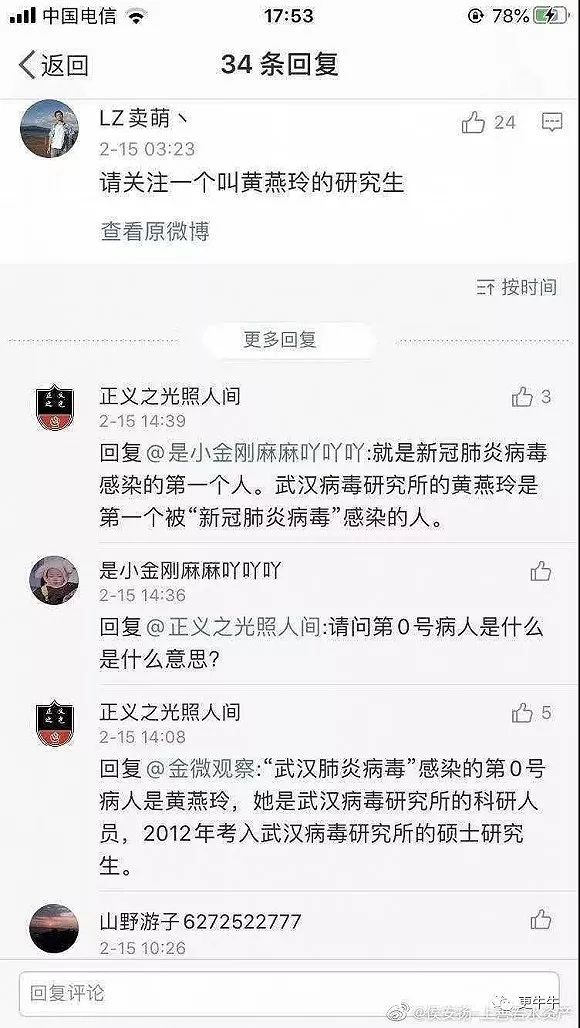 中国电信
17:53
78%
返回
34 条回复
LZ卖萌丶
24
2-15 03:23
请关注一个叫黄燕玲的研究生
查看原微博
按时间
更多回复
正义之光照人间
3
2-15 14:39
回复@是小金刚麻麻吖吖吖:就是新冠肺炎病毒
感染的第一个人。武汉病毒研究所的黄燕玲是
第一个被“新冠肺炎病毒”感染的人。
是小金刚麻麻吖吖吖
2-15 14:36
回复@正义之光照人间:请问第0号病人是什么
是什么意思?
正义之光照人间
5
2-15 14:08
回复@金微观察:“武汉肺炎病毒”感染的第0号
病人是黄燕玲，她是武汉病毒研究所的科研人
员，2012年考入武汉病毒研究所的硕士研究
生。
山野游子6272522777
2-15 10:26
回复评论
更牛牛